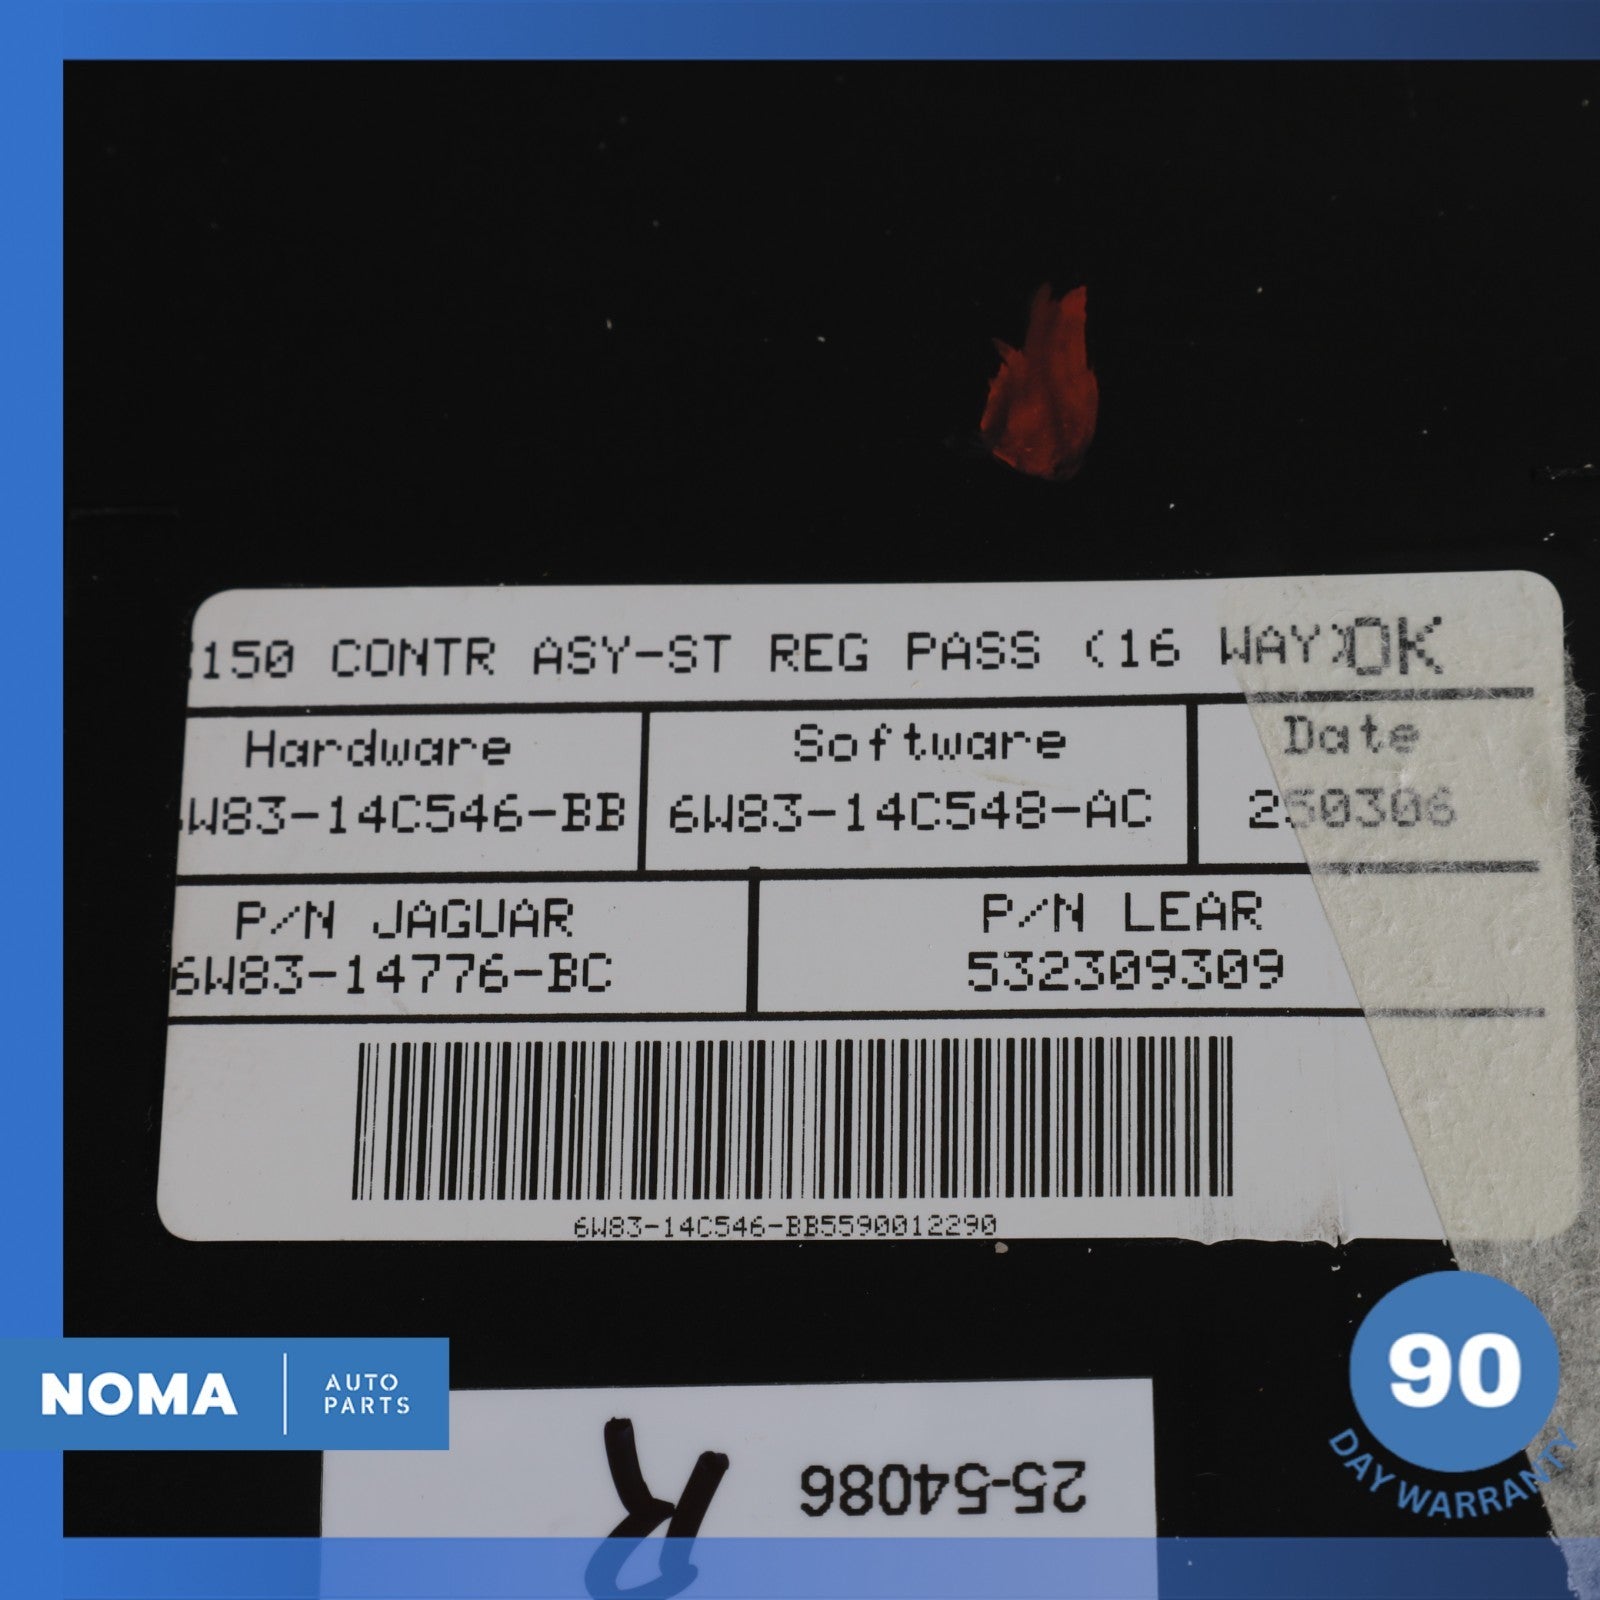 150 CONTR ASY-ST REG PASS (16 WAY)OK
Hardware Software Date
W83-14C546-BB 6W83-14C548-AC 250306
P/N JAGUAR P/N LEAR
6W83-14776-BC 532309309
6W83-14C546-BB5590012290
NOMA AUTO PARTS
90
DAY WARRANTY
25-54086
R